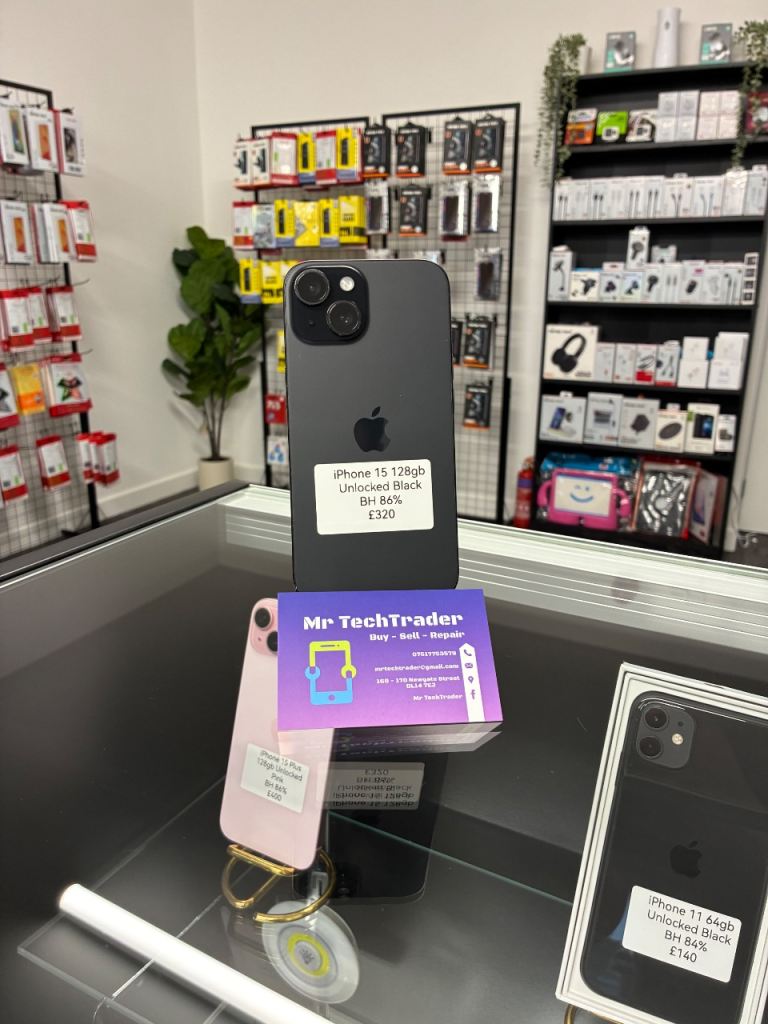 iPhone 15 128gb
Unlocked Black
BH 86%
£320
Mr TechTrader
Buy - Sell - Repair
07517753579
mrtechtrader@gmail.com
168 - 170 Newgate Street
DL14 7EJ
Mr TechTrader
iPhone 15 Plus
128gb Unlocked
Pink
BH 86%
£400
iPhone 11 64gb
Unlocked Black
BH 84%
£140